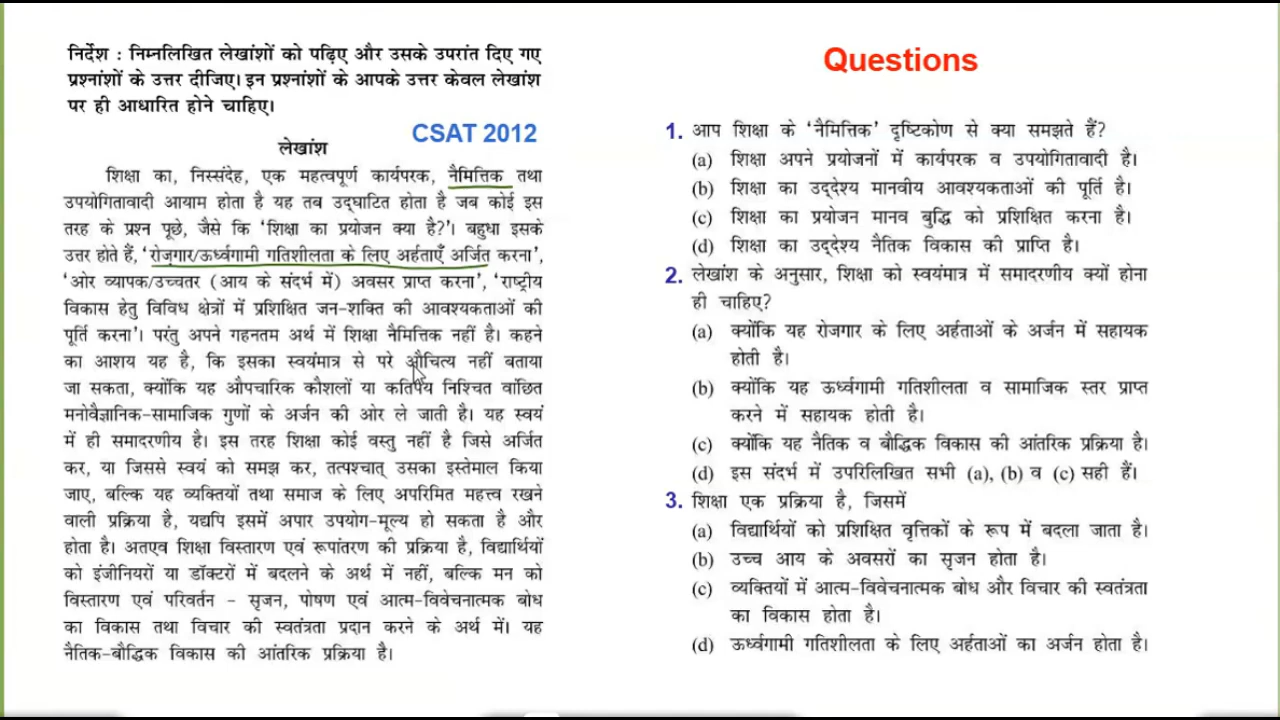 निर्देश : निम्नलिखित लेखांशों को पढ़िए और उसके उपरांत दिए गए
प्रश्नांशों के उत्तर दीजिए। इन प्रश्नांशों के आपके उत्तर केवल लेखांश
पर ही आधारित होने चाहिए।
CSAT 2012
लेखांश
शिक्षा का, निस्संदेह, एक महत्वपूर्ण कार्यपरक, नैमित्तिक तथा
उपयोगितावादी आयाम होता है यह तब उद्घाटित होता है जब कोई इस
तरह के प्रश्न पूछे, जैसे कि ‘शिक्षा का प्रयोजन क्या है?’। बहुधा इसके
उत्तर होते हैं, ‘रोज़गार/ऊर्ध्वगामी गतिशीलता के लिए अर्हताएँ अर्जित करना’,
‘ओर व्यापक/उच्चतर (आय के संदर्भ में) अवसर प्राप्त करना’, ‘राष्ट्रीय
विकास हेतु विविध क्षेत्रों में प्रशिक्षित जन-शक्ति की आवश्यकताओं की
पूर्ति करना’। परंतु अपने गहनतम अर्थ में शिक्षा नैमित्तिक नहीं है। कहने
का आशय यह है, कि इसका स्वयंमात्र से परे औचित्य नहीं बताया
जा सकता, क्योंकि यह औपचारिक कौशलों या कतिपय निश्चित वांछित
मनोवैज्ञानिक-सामाजिक गुणों के अर्जन की ओर ले जाती है। यह स्वयं
में ही समादरणीय है। इस तरह शिक्षा कोई वस्तु नहीं है जिसे अर्जित
कर, या जिससे स्वयं को समझ कर, तत्पश्चात् उसका इस्तेमाल किया
जाए, बल्कि यह व्यक्तियों तथा समाज के लिए अपरिमित महत्त्व रखने
वाली प्रक्रिया है, यद्यपि इसमें अपार उपयोग-मूल्य हो सकता है और
होता है। अतएव शिक्षा विस्तारण एवं रूपांतरण की प्रक्रिया है, विद्यार्थियों
को इंजीनियरों या डॉक्टरों में बदलने के अर्थ में नहीं, बल्कि मन को
विस्तारण एवं परिवर्तन – सृजन, पोषण एवं आत्म-विवेचनात्मक बोध
का विकास तथा विचार की स्वतंत्रता प्रदान करने के अर्थ में। यह
नैतिक-बौद्धिक विकास की आंतरिक प्रक्रिया है।
Questions
1. आप शिक्षा के ‘नैमित्तिक’ दृष्टिकोण से क्या समझते हैं?
(a) शिक्षा अपने प्रयोजनों में कार्यपरक व उपयोगितावादी है।
(b) शिक्षा का उद्देश्य मानवीय आवश्यकताओं की पूर्ति है।
(c) शिक्षा का प्रयोजन मानव बुद्धि को प्रशिक्षित करना है।
(d) शिक्षा का उद्देश्य नैतिक विकास की प्राप्ति है।
2. लेखांश के अनुसार, शिक्षा को स्वयंमात्र में समादरणीय क्यों होना
ही चाहिए?
(a) क्योंकि यह रोजगार के लिए अर्हताओं के अर्जन में सहायक
होती है।
(b) क्योंकि यह ऊर्ध्वगामी गतिशीलता व सामाजिक स्तर प्राप्त
करने में सहायक होती है।
(c) क्योंकि यह नैतिक व बौद्धिक विकास की आंतरिक प्रक्रिया है।
(d) इस संदर्भ में उपरिलिखित सभी (a), (b) व (c) सही हैं।
3. शिक्षा एक प्रक्रिया है, जिसमें
(a) विद्यार्थियों को प्रशिक्षित वृत्तिकों के रूप में बदला जाता है।
(b) उच्च आय के अवसरों का सृजन होता है।
(c) व्यक्तियों में आत्म-विवेचनात्मक बोध और विचार की स्वतंत्रता
का विकास होता है।
(d) ऊर्ध्वगामी गतिशीलता के लिए अर्हताओं का अर्जन होता है।